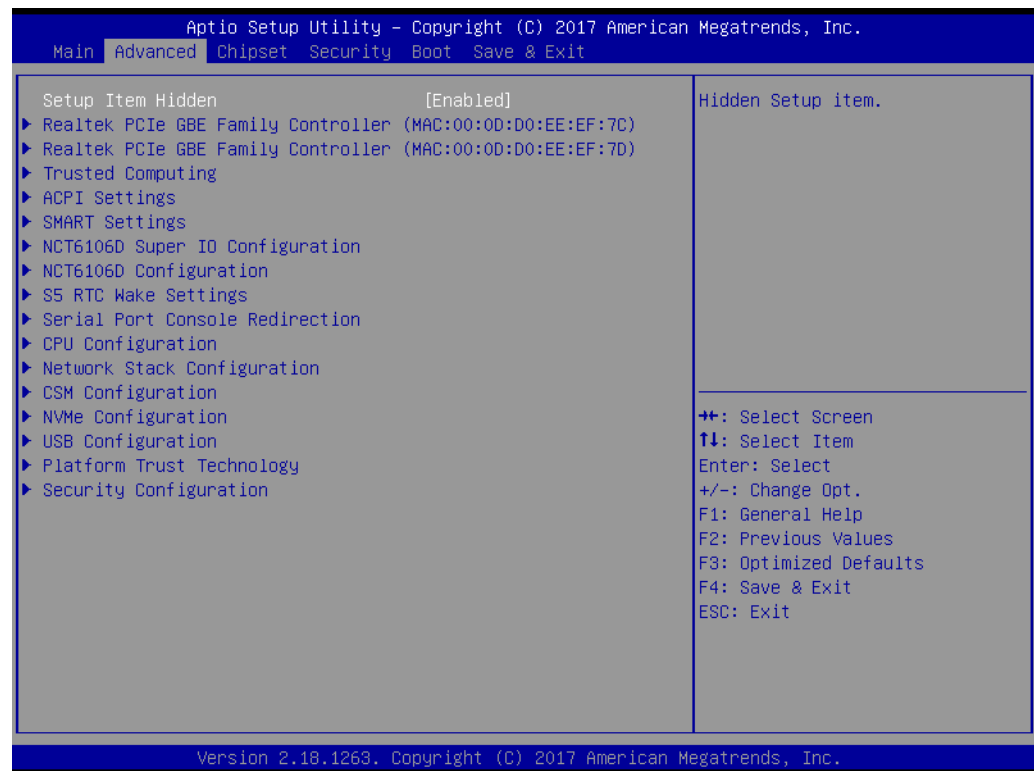 Aptio Setup Utility – Copyright (C) 2017 American Megatrends, Inc.
Main Advanced Chipset Security Boot Save & Exit
Setup Item Hidden [Enabled]
▶ Realtek PCIe GBE Family Controller (MAC:00:0D:D0:EE:EF:7C)
▶ Realtek PCIe GBE Family Controller (MAC:00:0D:D0:EE:EF:7D)
▶ Trusted Computing
▶ ACPI Settings
▶ SMART Settings
▶ NCT6106D Super IO Configuration
▶ NCT6106D Configuration
▶ S5 RTC Wake Settings
▶ Serial Port Console Redirection
▶ CPU Configuration
▶ Network Stack Configuration
▶ CSM Configuration
▶ NVMe Configuration
▶ USB Configuration
▶ Platform Trust Technology
▶ Security Configuration
Hidden Setup item.
→←: Select Screen
↑↓: Select Item
Enter: Select
+/-: Change Opt.
F1: General Help
F2: Previous Values
F3: Optimized Defaults
F4: Save & Exit
ESC: Exit
Version 2.18.1263. Copyright (C) 2017 American Megatrends, Inc.